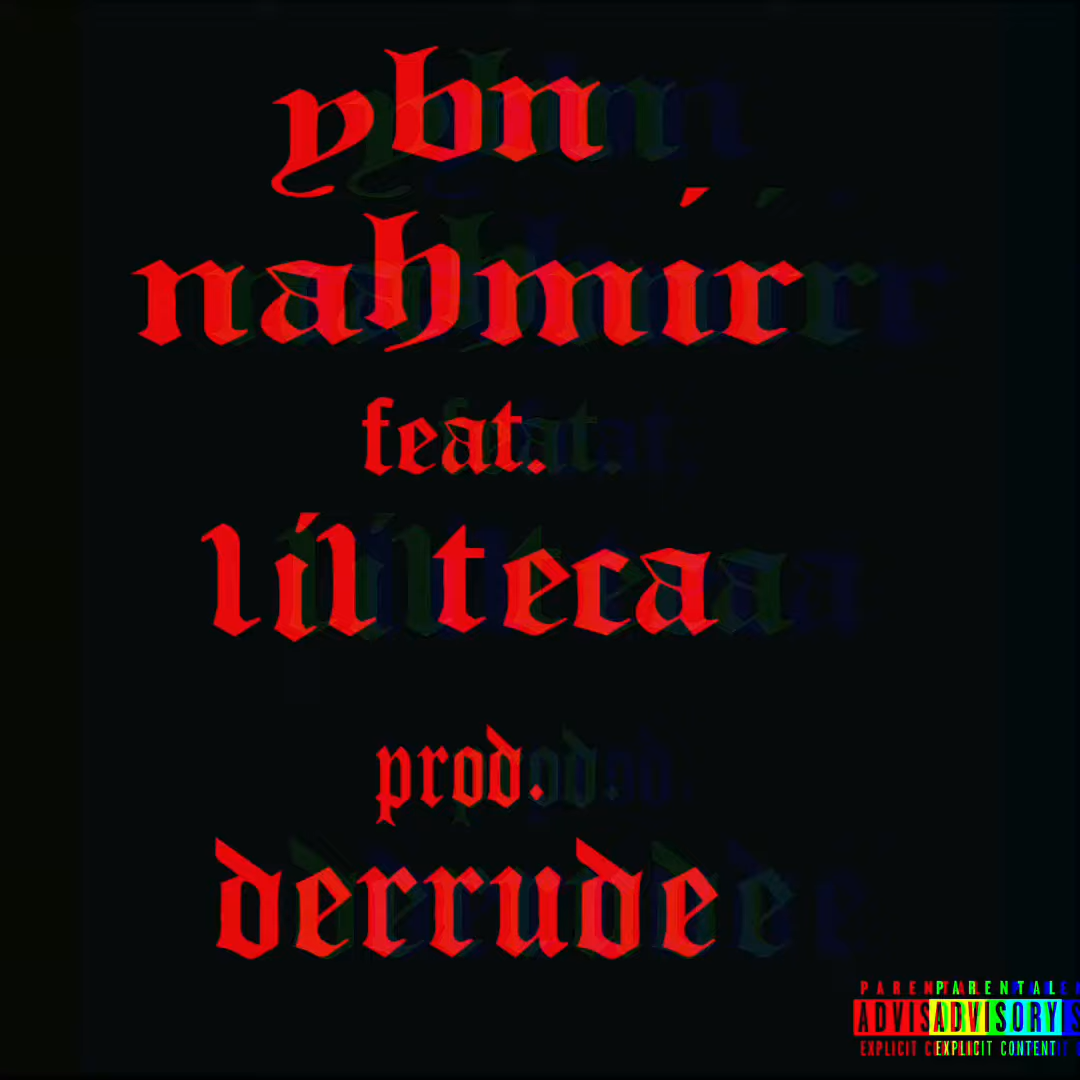 ybn
nahmir
feat.
lil teca
prod.
derrude
PARENTAL
ADVISORY
EXPLICIT CONTENT